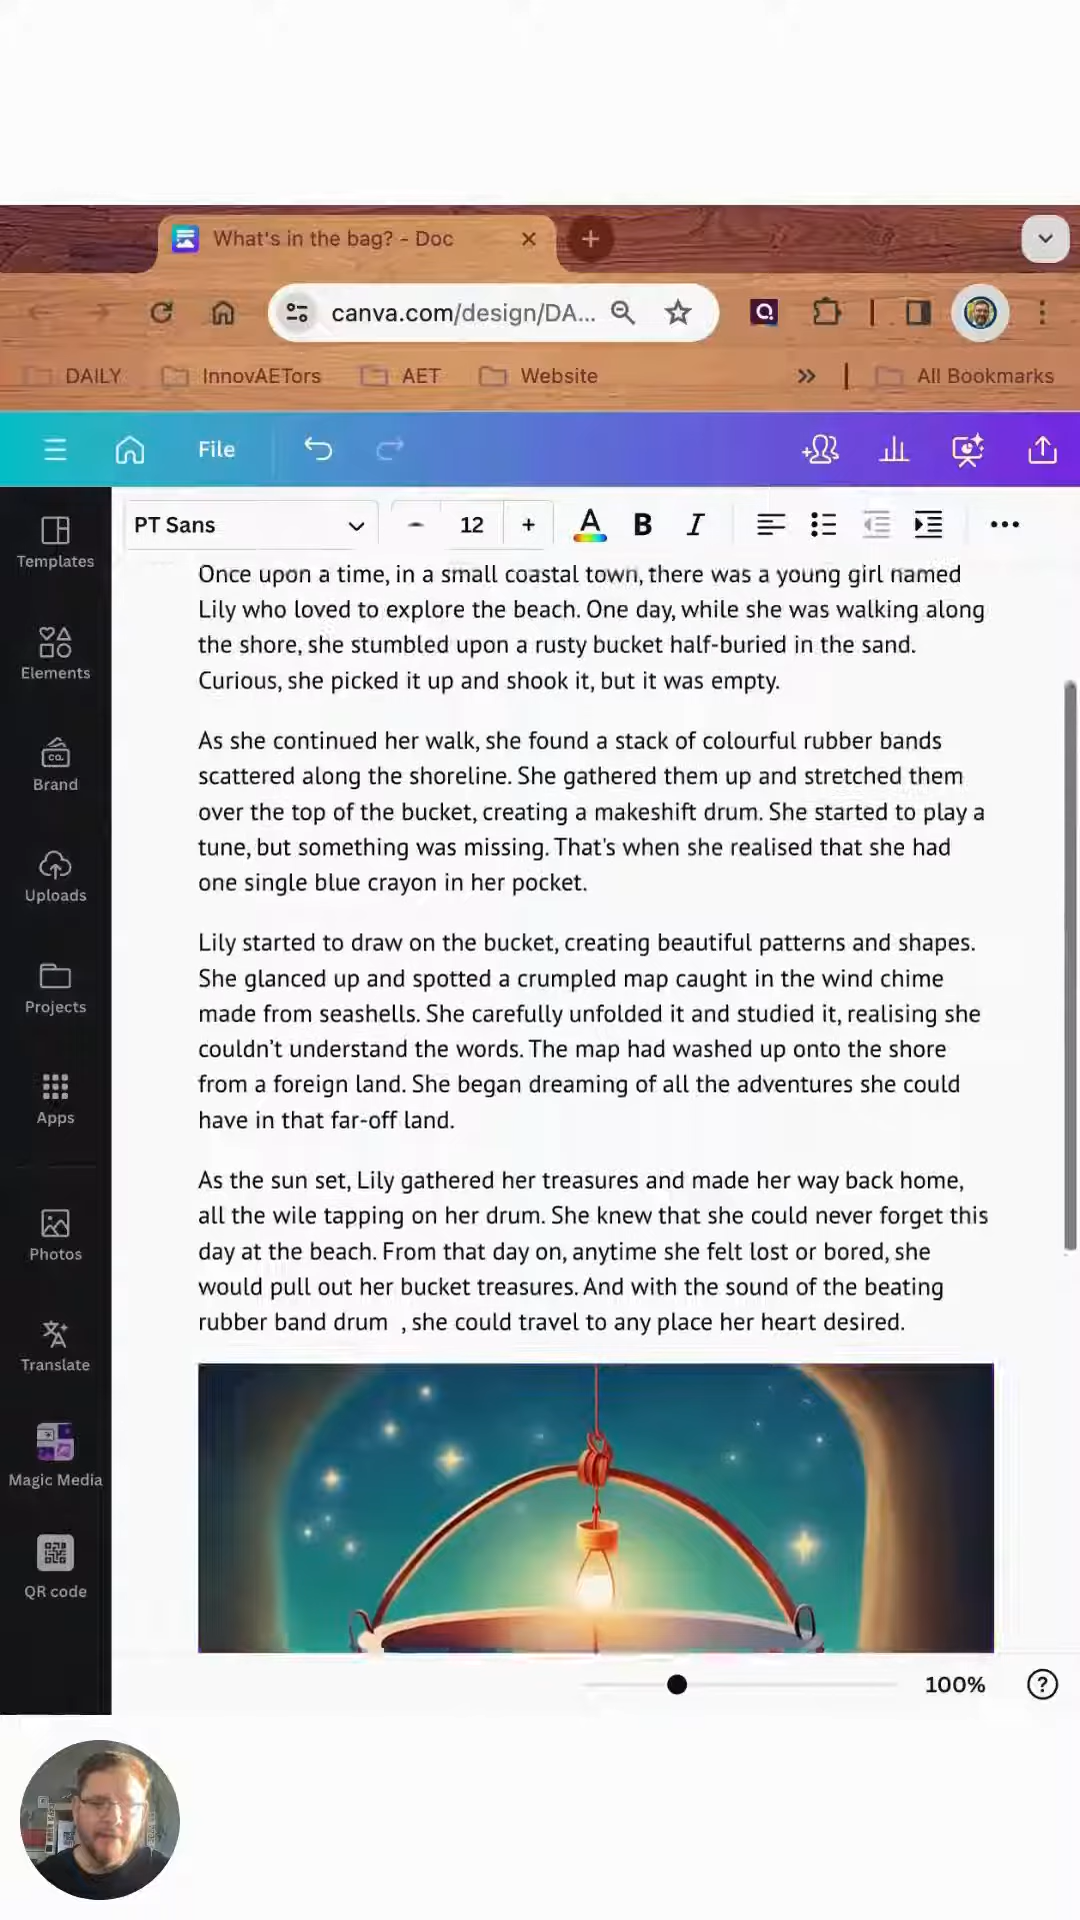 What's in the bag? - Doc
canva.com/design/DA...
DAILY
InnovAETors
AET
Website
All Bookmarks
File
PT Sans
12
A
B
I
Templates
Elements
Brand
Uploads
Projects
Apps
Photos
Translate
Magic Media
QR code
Once upon a time, in a small coastal town, there was a young girl named
Lily who loved to explore the beach. One day, while she was walking along
the shore, she stumbled upon a rusty bucket half-buried in the sand.
Curious, she picked it up and shook it, but it was empty.
As she continued her walk, she found a stack of colourful rubber bands
scattered along the shoreline. She gathered them up and stretched them
over the top of the bucket, creating a makeshift drum. She started to play a
tune, but something was missing. That's when she realised that she had
one single blue crayon in her pocket.
Lily started to draw on the bucket, creating beautiful patterns and shapes.
She glanced up and spotted a crumpled map caught in the wind chime
made from seashells. She carefully unfolded it and studied it, realising she
couldn’t understand the words. The map had washed up onto the shore
from a foreign land. She began dreaming of all the adventures she could
have in that far-off land.
As the sun set, Lily gathered her treasures and made her way back home,
all the wile tapping on her drum. She knew that she could never forget this
day at the beach. From that day on, anytime she felt lost or bored, she
would pull out her bucket treasures. And with the sound of the beating
rubber band drum  , she could travel to any place her heart desired.
100%
?